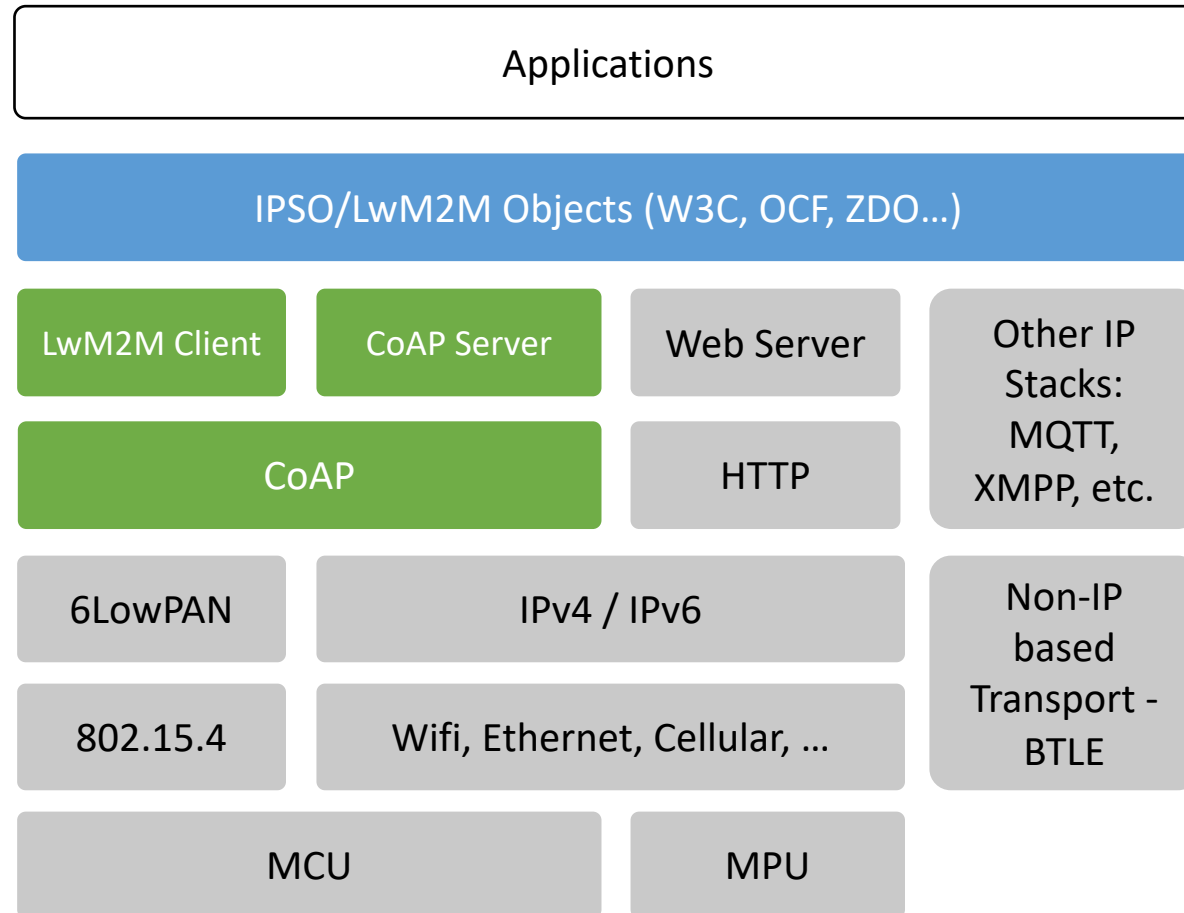 Applications
IPSO/LwM2M Objects (W3C, OCF, ZDO…)
LwM2M Client
CoAP Server
Web Server
Other IP
Stacks:
MQTT,
XMPP, etc.
CoAP
HTTP
6LowPAN
IPv4 / IPv6
Non-IP
based
Transport -
BTLE
802.15.4
Wifi, Ethernet, Cellular, …
MCU
MPU